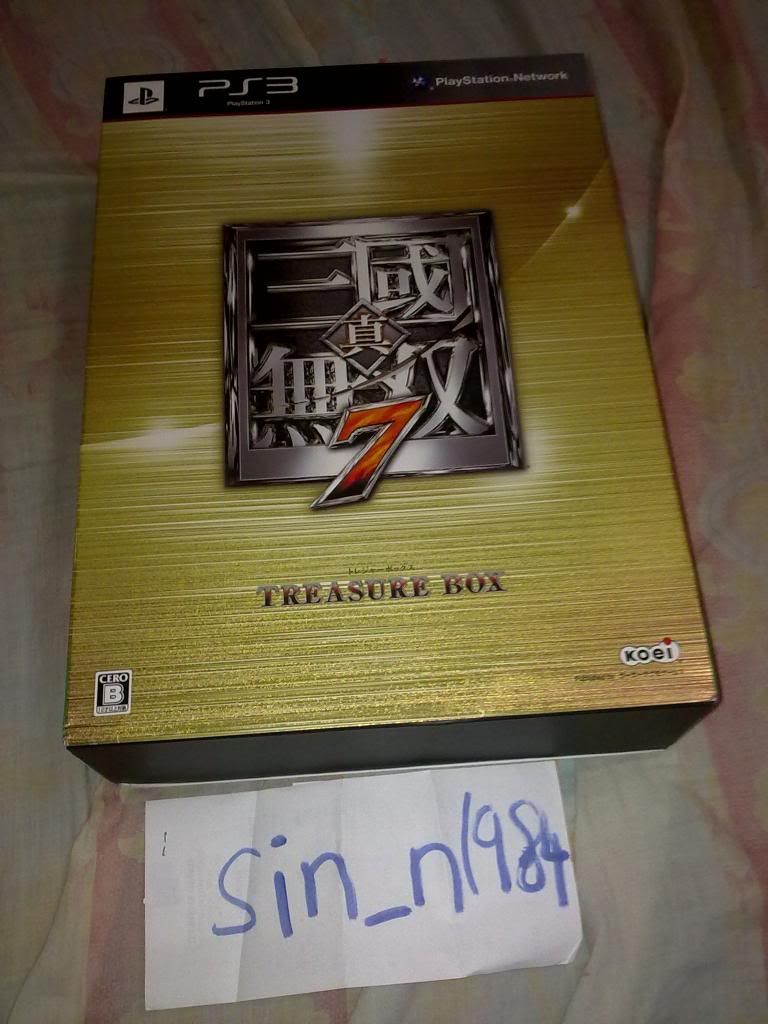 PS3
PlayStation 3
PlayStation®Network
三國
真
無双
7
トレジャーボックス
TREASURE BOX
CERO
B
KOEI
sin_n1984